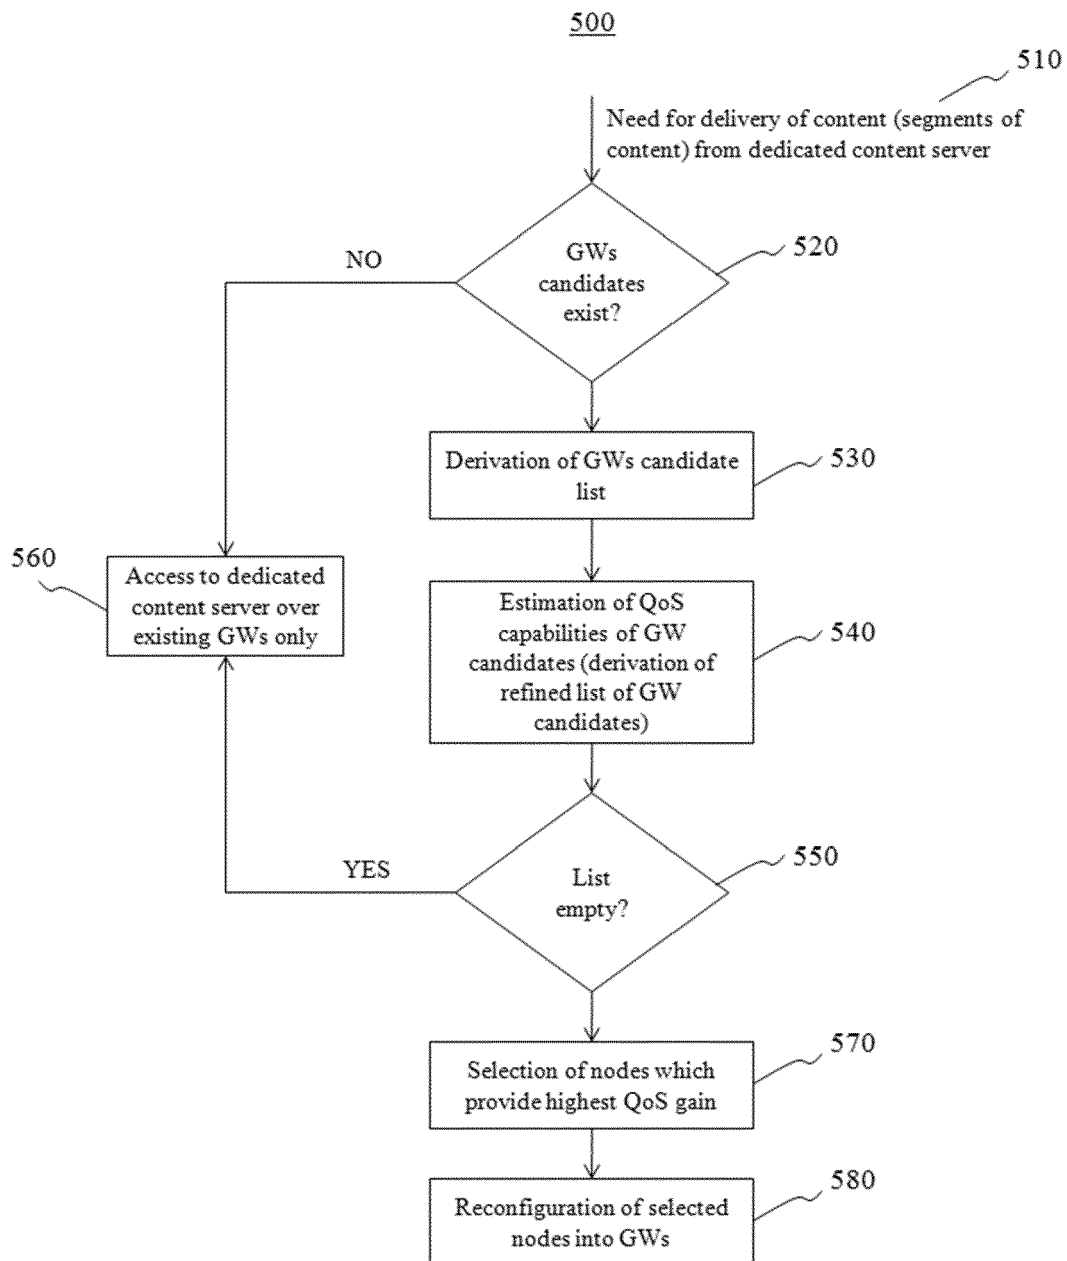 500
510
Need for delivery of content (segments of
content) from dedicated content server
520
GWs
candidates
exist?
NO
Derivation of GWs candidate
list
530
560
Access to dedicated
content server over
existing GWs only
Estimation of QoS
capabilities of GW
candidates (derivation of
refined list of GW
candidates)
540
550
YES
List
empty?
570
Selection of nodes which
provide highest QoS gain
580
Reconfiguration of selected
nodes into GWs